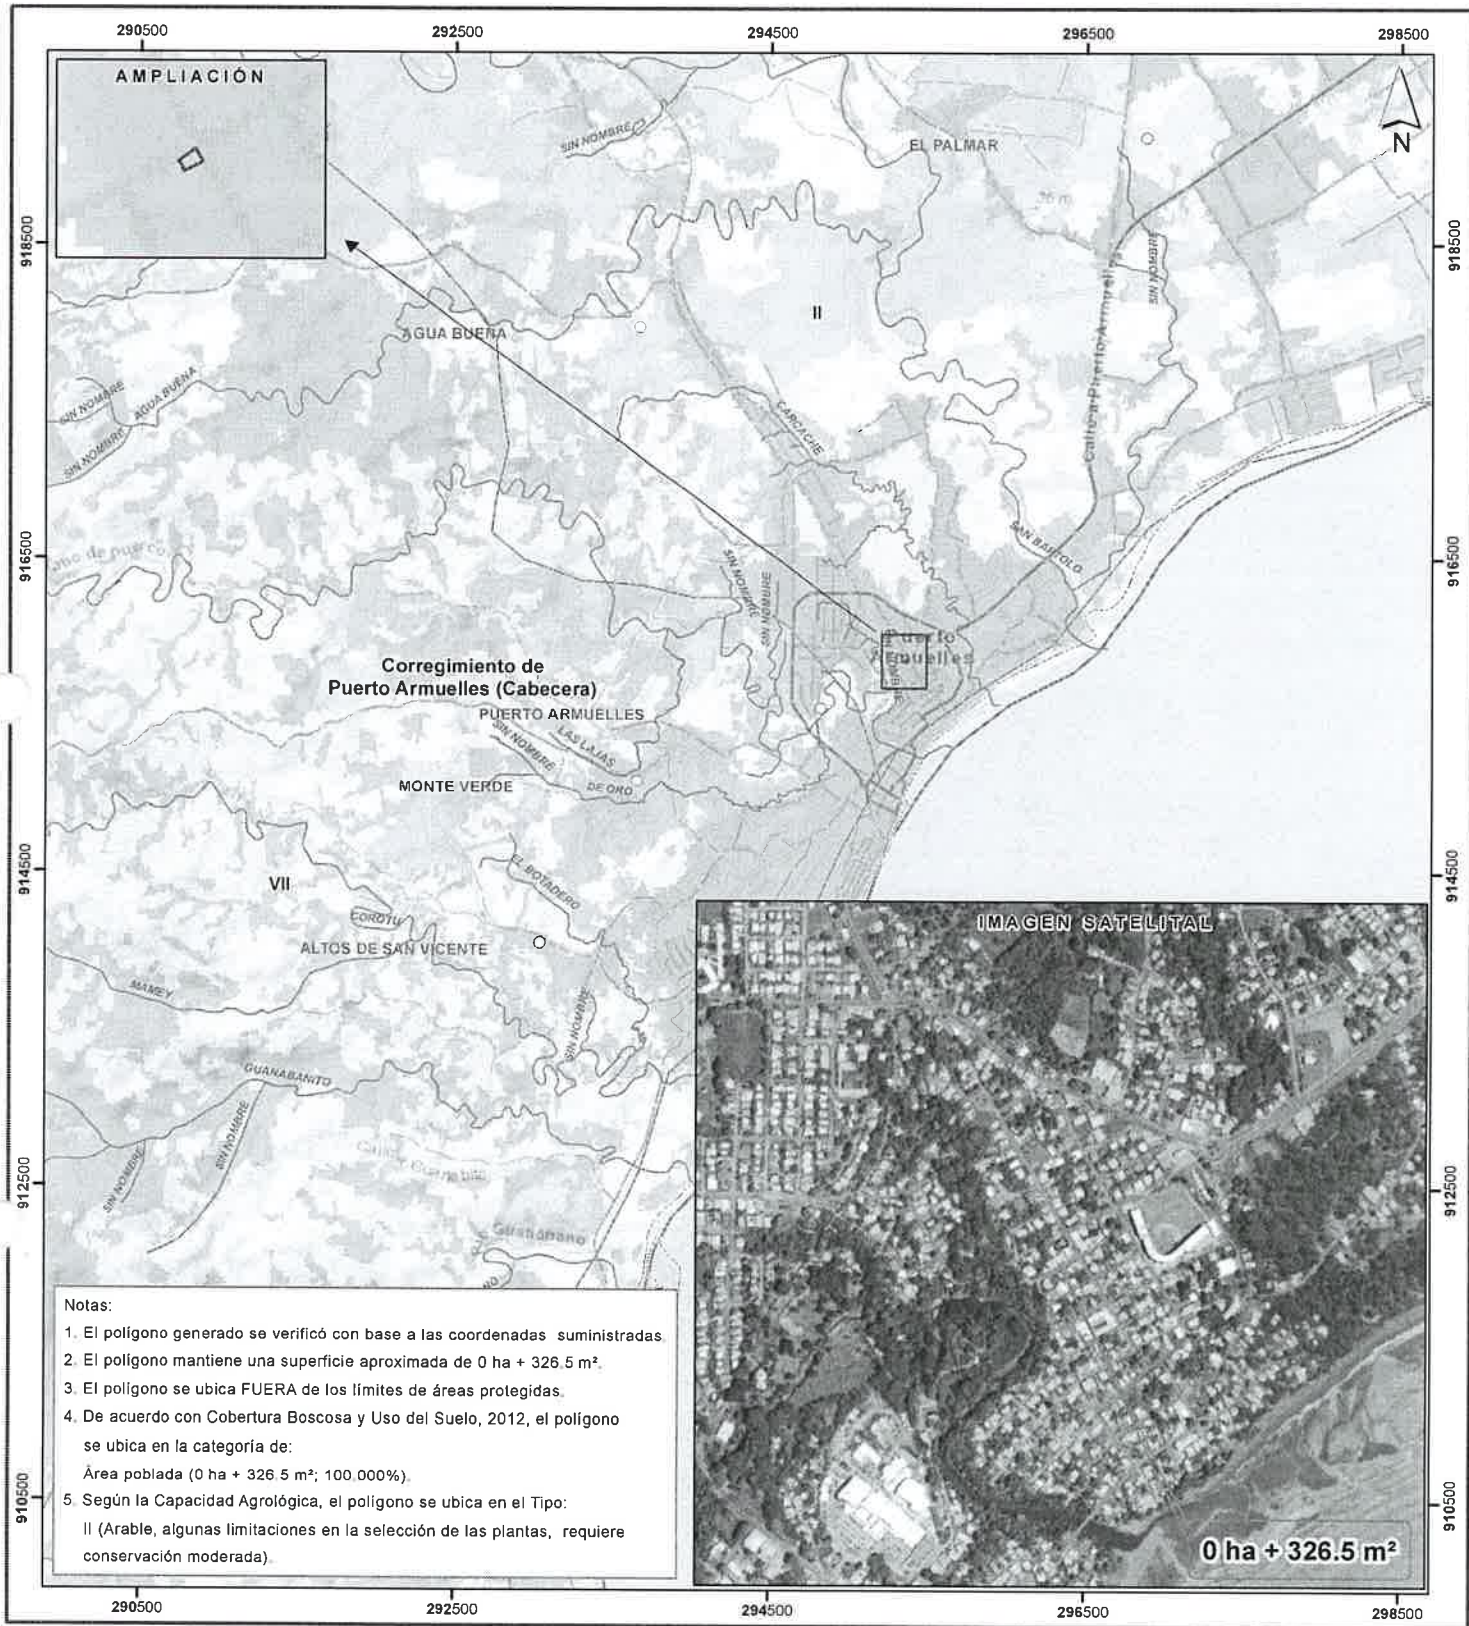 290500 292500 294500 296500 298500
AMPLIACIÓN
N
SIN NOMBRE
EL PALMAR
918500
918500
SIN NOMBRE
II
Calle a Puerto Armuelles
AGUA BUENA
SIN NOMBRE
AGUA BUENA
SIN NOMBRE
CARCACHE
SAN BARTOLO
916500
916500
SIN NOMBRE
SIN NOMBRE
Puerto
Armuelles
Corregimiento de
Puerto Armuelles (Cabecera)
PUERTO ARMUELLES
SIN NOMBRE
LAS LAJAS
MONTE VERDE
DE ORO
914500
914500
VII
EL BOTADERO
COROTU
ALTOS DE SAN VICENTE
MAMEY
SIN NOMBRE
IMAGEN SATELITAL
GUANABANITO
SIN NOMBRE
SIN NOMBRE
912500
912500
Notas:
1. El polígono generado se verificó con base a las coordenadas suministradas.
2. El polígono mantiene una superficie aproximada de 0 ha + 326.5 m².
3. El polígono se ubica FUERA de los límites de áreas protegidas.
4. De acuerdo con Cobertura Boscosa y Uso del Suelo, 2012, el polígono
se ubica en la categoría de:
Área poblada (0 ha + 326.5 m²; 100.000%).
5. Según la Capacidad Agrológica, el polígono se ubica en el Tipo:
II (Arable, algunas limitaciones en la selección de las plantas, requiere
conservación moderada).
910500
910500
0 ha + 326.5 m²
290500 292500 294500 296500 298500